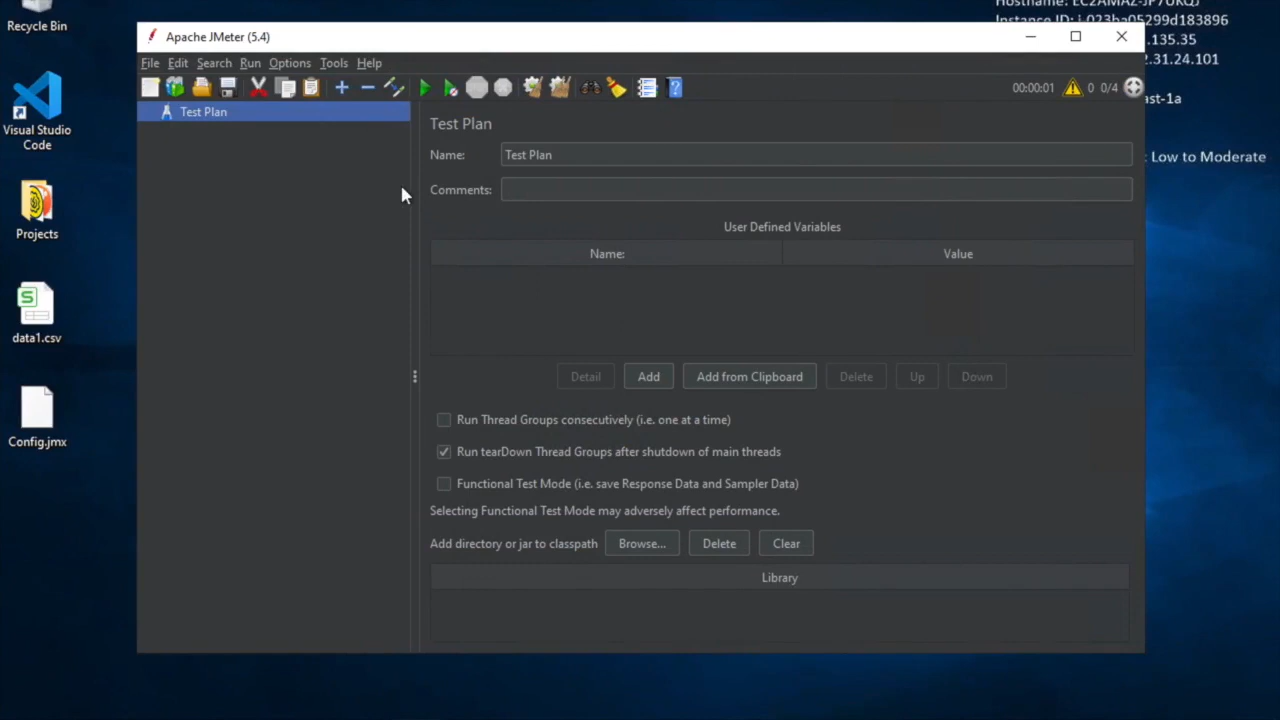 Recycle Bin
Visual Studio
Code
Projects
data1.csv
Config.jmx
Instance ID: i-023ba05299d183896
.135.35
2.31.24.101
ast-1a
: Low to Moderate
Apache JMeter (5.4)
File Edit Search Run Options Tools Help
00:00:01 0 0/4
Test Plan
Test Plan
Name: Test Plan
Comments:
User Defined Variables
Name: Value
Detail Add Add from Clipboard Delete Up Down
Run Thread Groups consecutively (i.e. one at a time)
Run tearDown Thread Groups after shutdown of main threads
Functional Test Mode (i.e. save Response Data and Sampler Data)
Selecting Functional Test Mode may adversely affect performance.
Add directory or jar to classpath Browse... Delete Clear
Library